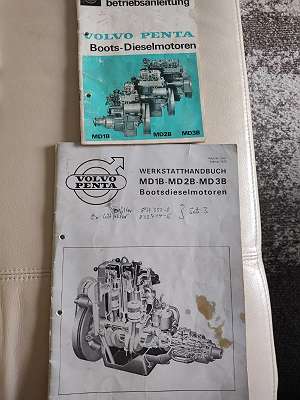 betriebsanleitung
VOLVO PENTA
Boots-Dieselmotoren
MD1B MD2B MD3B
VOLVO
PENTA
WERKSTATTHANDBUCH
MD1B-MD2B-MD3B
Bootsdieselmotoren